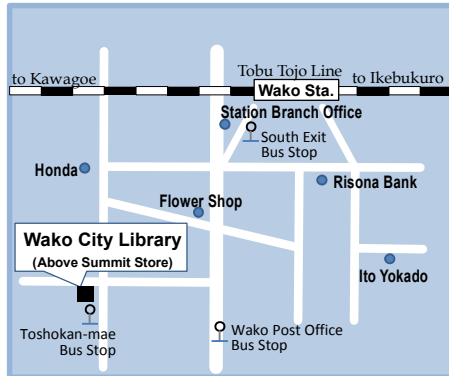 Tobu Tojo Line
to Kawagoe
to Ikebukuro
Wako Sta.
Station Branch Office
South Exit
Bus Stop
Honda
Risona Bank
Flower Shop
Wako City Library
(Above Summit Store)
Ito Yokado
Toshokan-mae
Bus Stop
Wako Post Office
Bus Stop